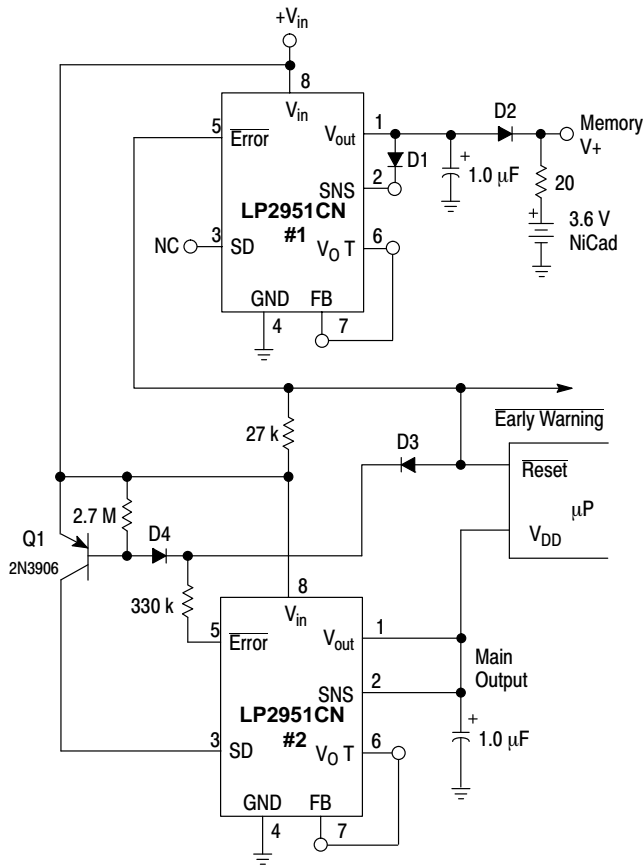 +Vin
8
Vin
5
Error
Vout
1
D2
Memory
V+
D1
2
SNS
+
1.0 μF
20
LP2951CN
#1
+
3.6 V
NiCad
NC
3
SD
VO T
6
GND
FB
4
7
Early Warning
27 k
D3
Reset
μP
2.7 M
VDD
Q1
D4
2N3906
8
330 k
Vin
5
Error
Vout
1
Main
Output
SNS
2
LP2951CN
#2
+
1.0 μF
3
SD
VO T
6
GND
FB
4
7